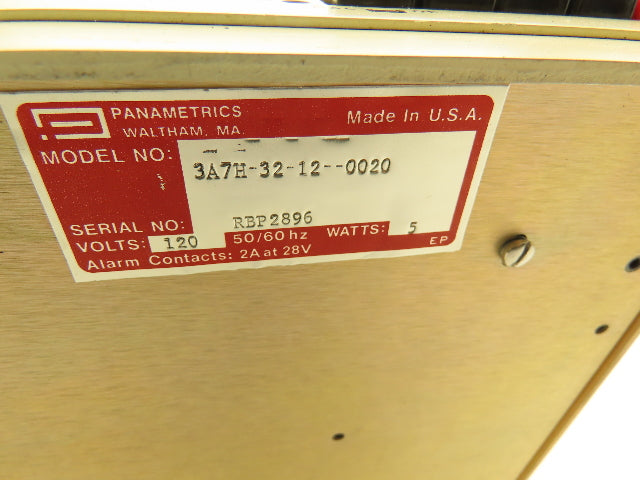 PANAMETRICS
WALTHAM, MA.
Made In U.S.A.
MODEL NO:
3A7H-32-12--0020
SERIAL NO: RBP2896
VOLTS: 120 50/60 hz WATTS: 5
Alarm Contacts: 2A at 28V
EP